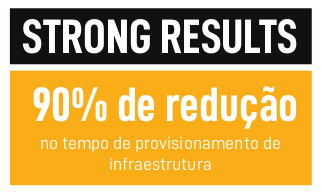 STRONG RESULTS
90% de redução
no tempo de provisionamento de
infraestrutura